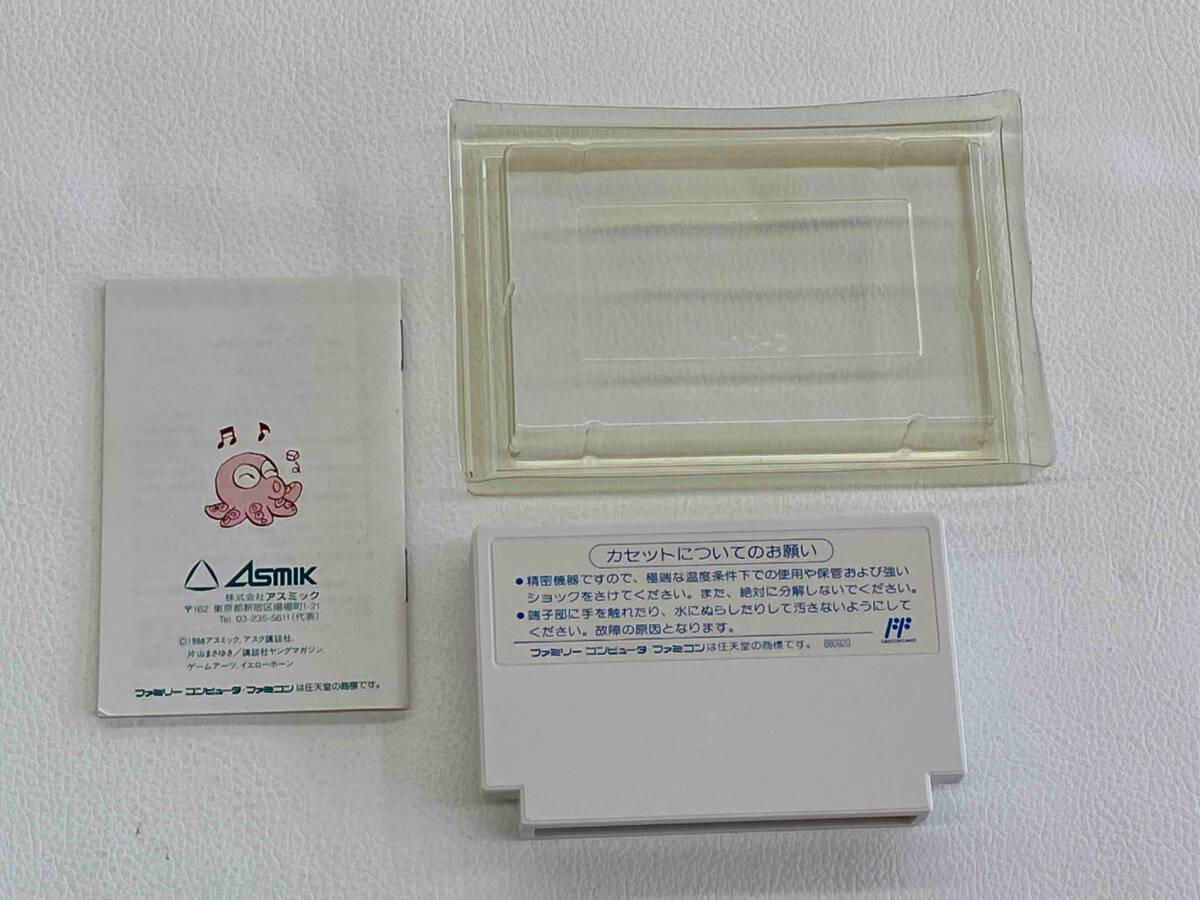 ASMIK
株式会社アスミック
〒162 東京都新宿区揚場町1-21
Tel. 03-235-5611(代表)
©1988アスミック, アスク講談社,
片山まさゆき/講談社ヤングマガジン,
ゲームアーツ, イエローホーン
ファミリーコンピュータ・ファミコンは任天堂の商標です。
カセットについてのお願い
●精密機器ですので、極端な温度条件下での使用や保管および強い
ショックをさけてください。また、絶対に分解しないでください。
●端子部に手を触れたり、水にぬらしたりして汚さないようにして
ください。故障の原因となります。
ファミリーコンピュータ・ファミコンは任天堂の商標です。 880920